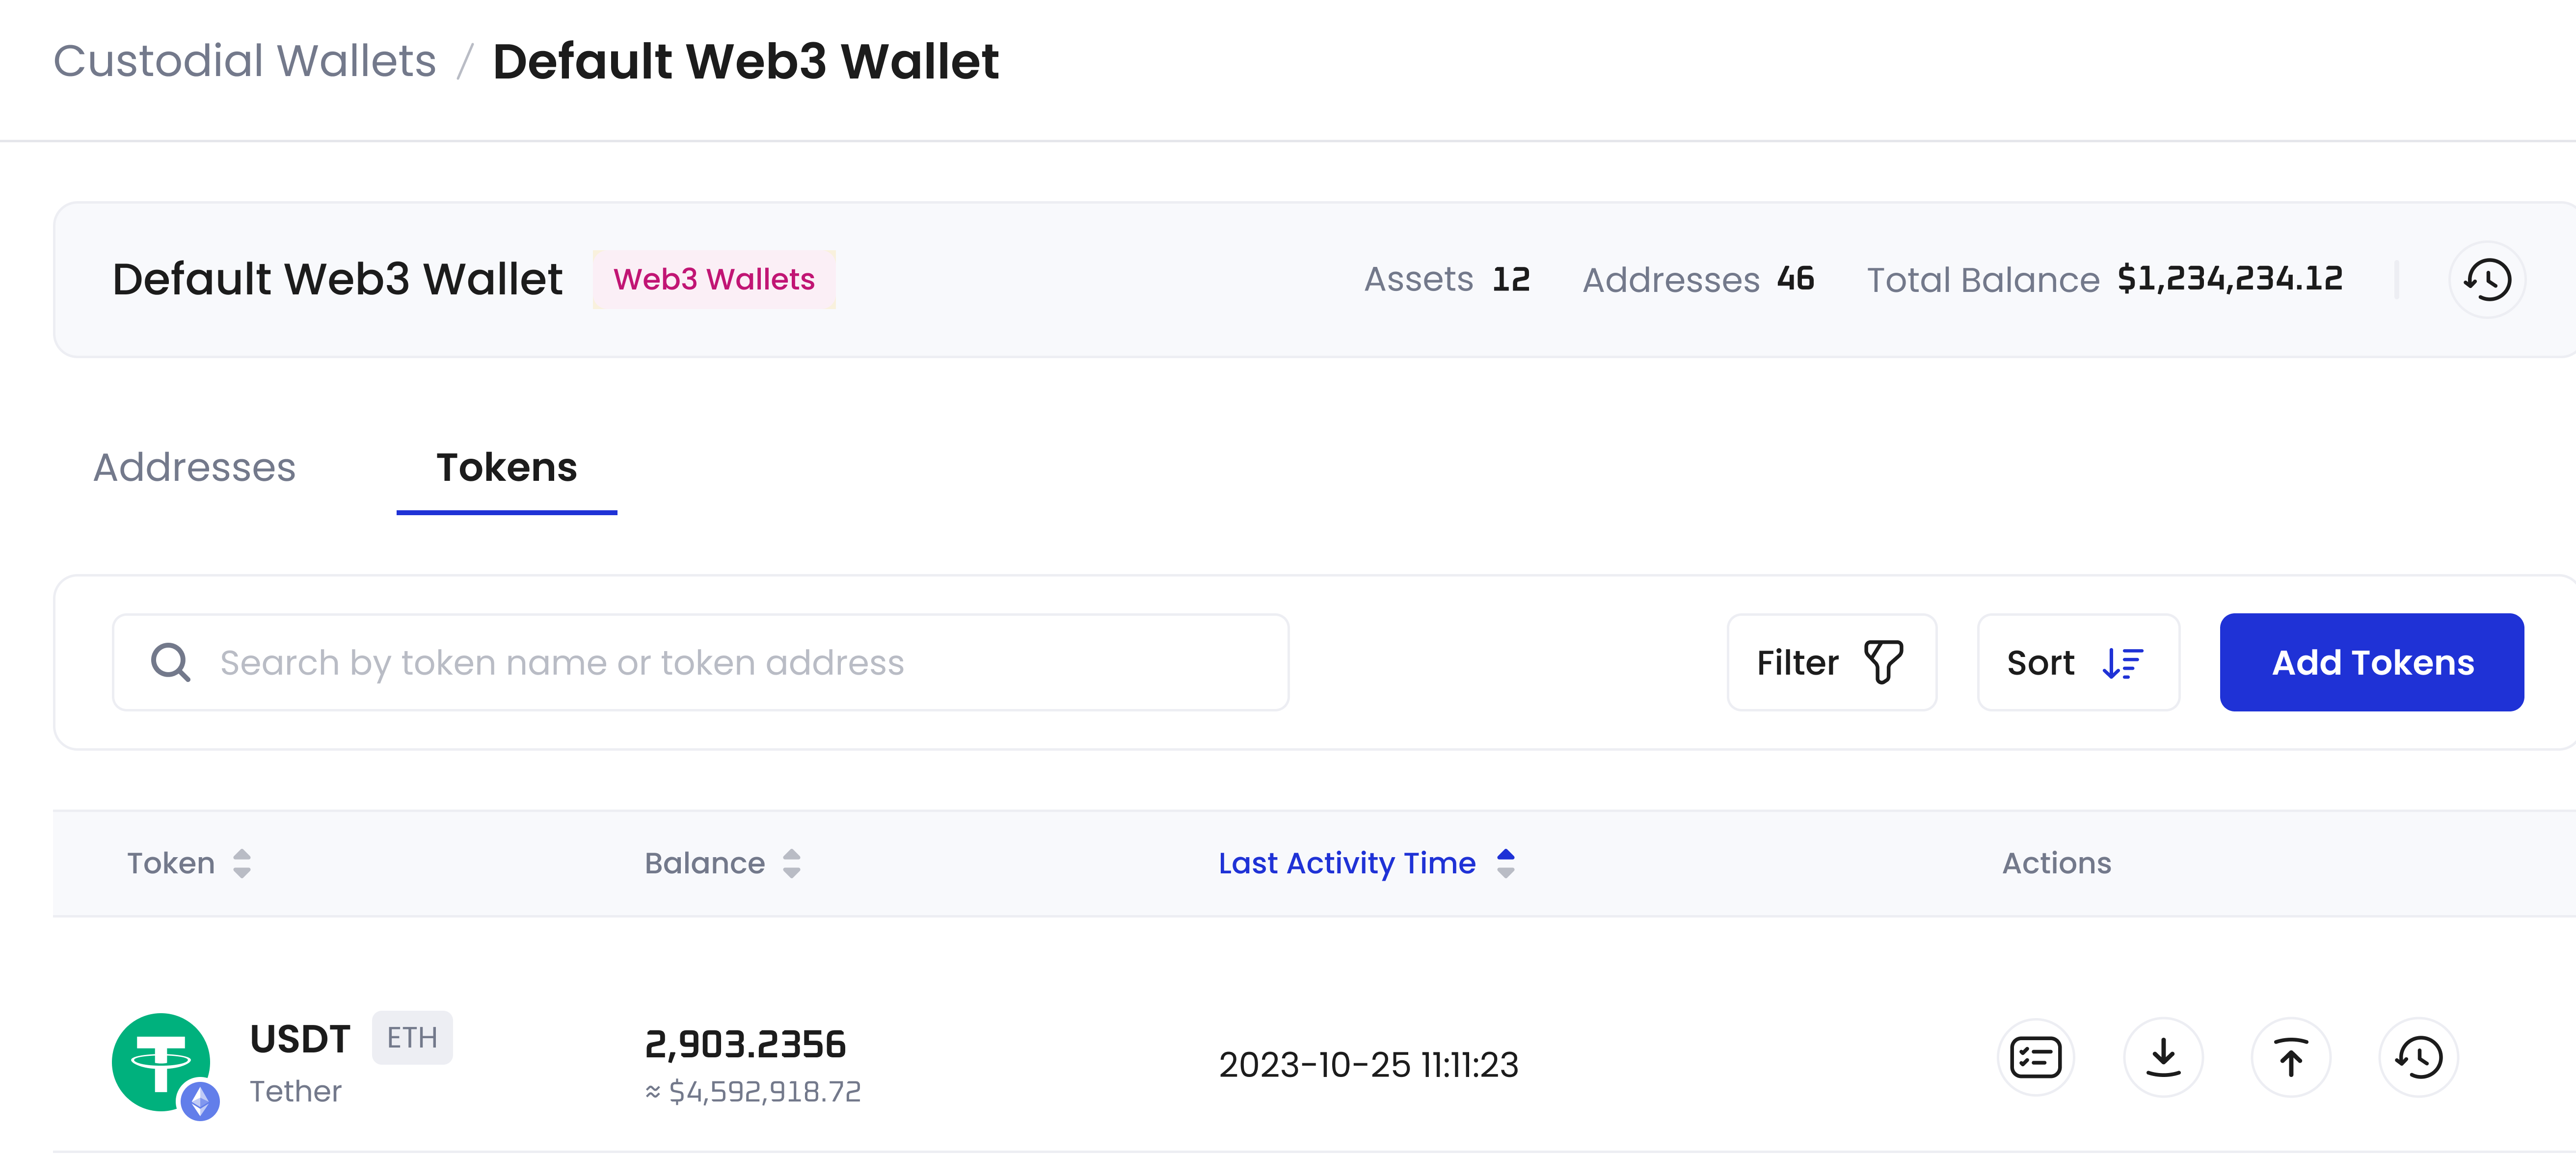 Custodial Wallets / Default Web3 Wallet
Default Web3 Wallet Web3 Wallets Assets 12 Addresses 46 Total Balance $1,234,234.12
Addresses Tokens
Search by token name or token address Filter Sort Add Tokens
Token Balance Last Activity Time Actions
USDT ETH 2,903.2356 2023-10-25 11:11:23
Tether ≈ $4,592,918.72